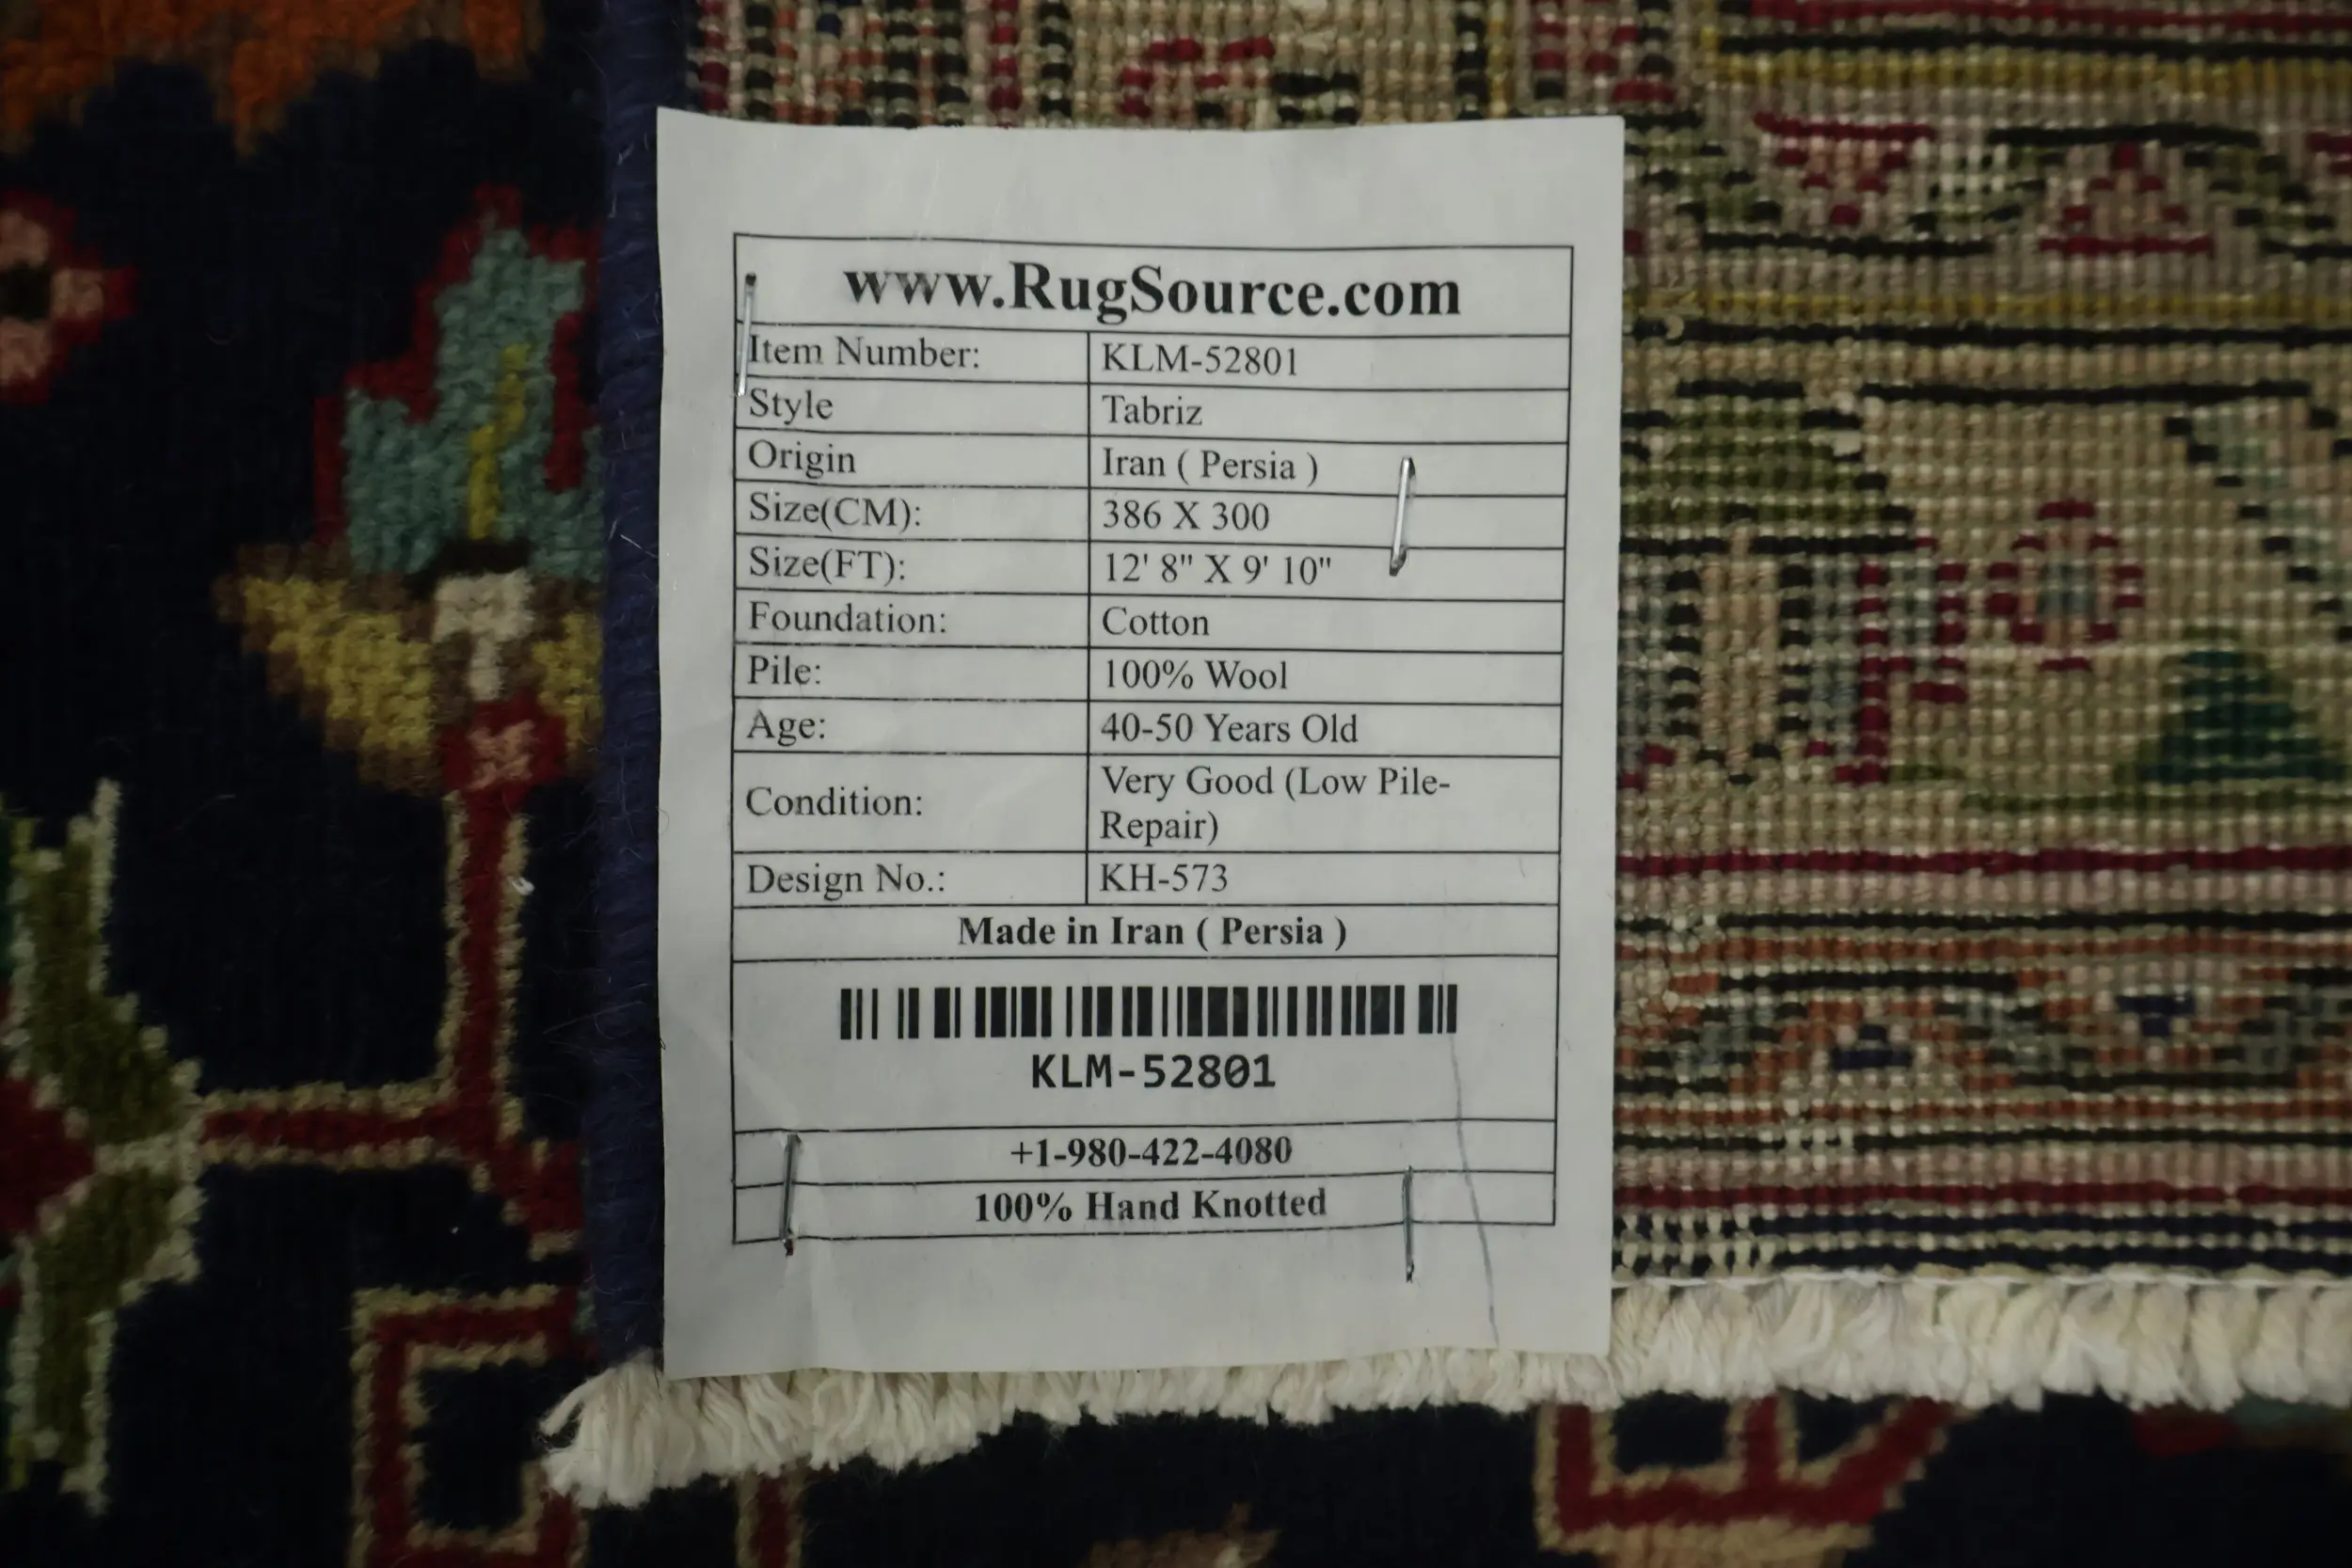 www.RugSource.com
Item Number: KLM-52801
Style Tabriz
Origin Iran ( Persia )
Size(CM): 386 X 300
Size(FT): 12' 8" X 9' 10"
Foundation: Cotton
Pile: 100% Wool
Age: 40-50 Years Old
Condition: Very Good (Low Pile-
Repair)
Design No.: KH-573
Made in Iran ( Persia )
KLM-52801
+1-980-422-4080
100% Hand Knotted